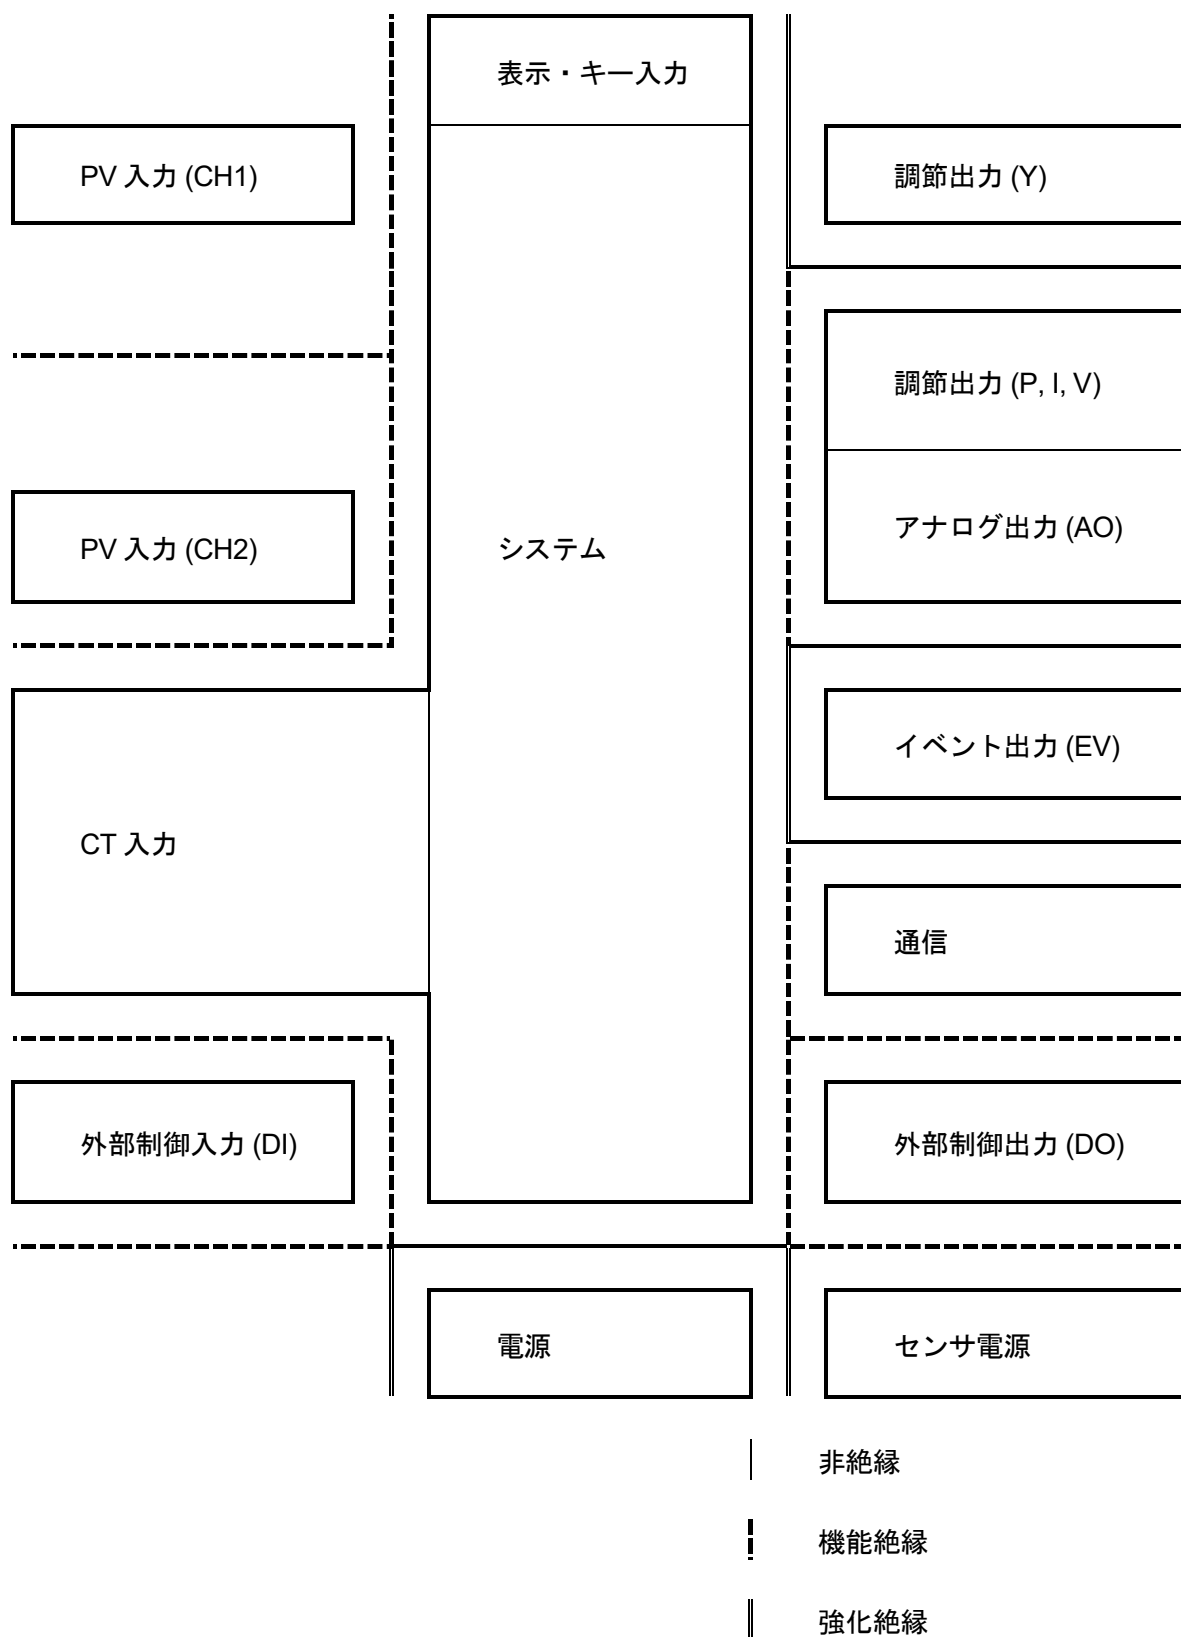 表示・キー入力
PV 入力 (CH1)
調節出力 (Y)
調節出力 (P, I, V)
アナログ出力 (AO)
PV 入力 (CH2)
システム
イベント出力 (EV)
CT 入力
通信
外部制御入力 (DI)
外部制御出力 (DO)
電源
センサ電源
非絶縁
機能絶縁
強化絶縁